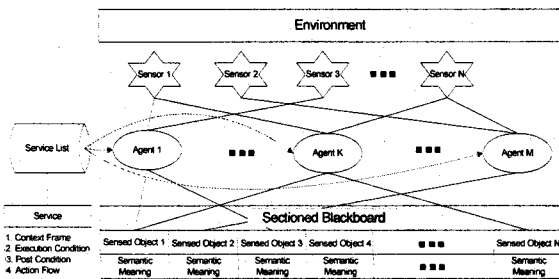 Environment
Sensor 1 Sensor 2 Sensor 3 Sensor N
Service List Agent 1 Agent K Agent M
Service
1. Context Frame
2. Execution Condition
3. Post Condition
4. Action Flow
Sectioned Blackboard
Sensed Object 1 Sensed Object 2 Sensed Object 3 Sensed Object 4 Sensed Object N
Semantic Meaning Semantic Meaning Semantic Meaning Semantic Meaning Semantic Meaning